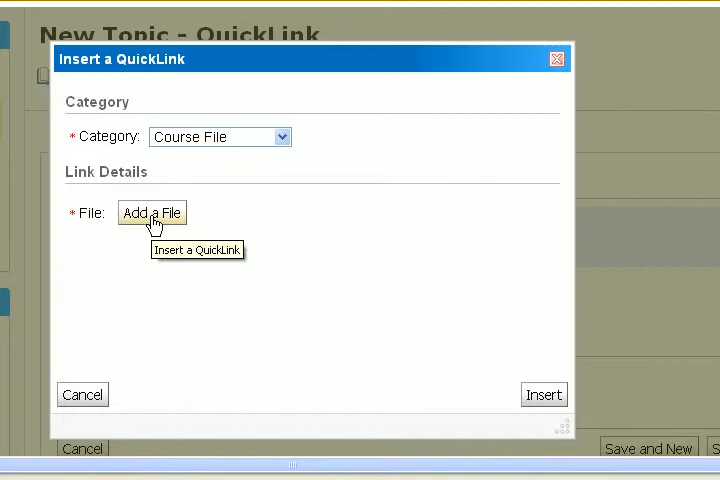 New Topic - QuickLink
Insert a QuickLink
Category
* Category: Course File
Link Details
* File: Add a File
Insert a QuickLink
Cancel Insert
Cancel Save and New S